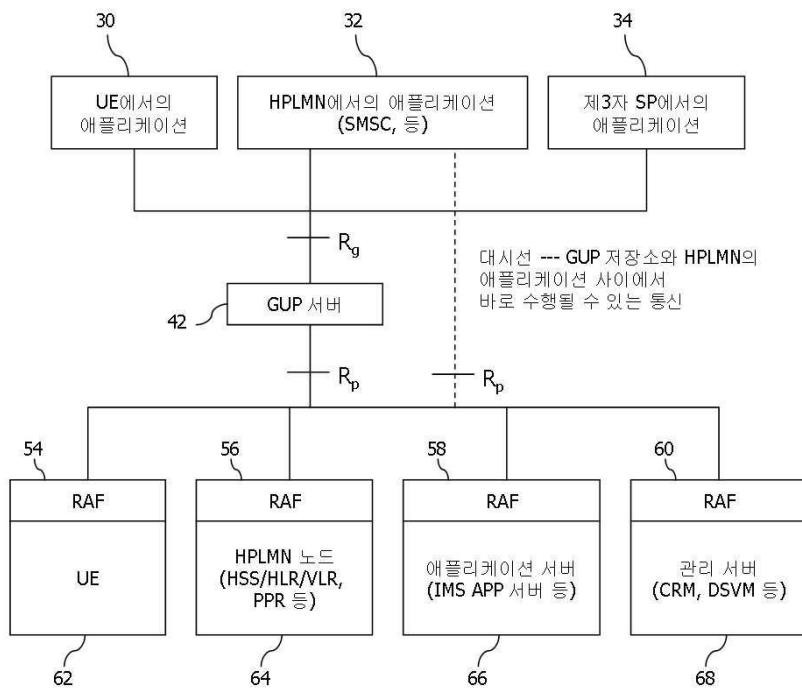 30
32
34
UE에서의
애플리케이션
HPLMN에서의 애플리케이션
(SMSC, 등)
제3자 SP에서의
애플리케이션
Rg
대시선 --- GUP 저장소와 HPLMN의
애플리케이션 사이에서
바로 수행될 수 있는 통신
GUP 서버
42
Rp
Rp
54
56
58
60
RAF
RAF
RAF
RAF
UE
HPLMN 노드
(HSS/HLR/VLR,
PPR 등)
애플리케이션 서버
(IMS APP 서버 등)
관리 서버
(CRM, DSVM 등)
62
64
66
68